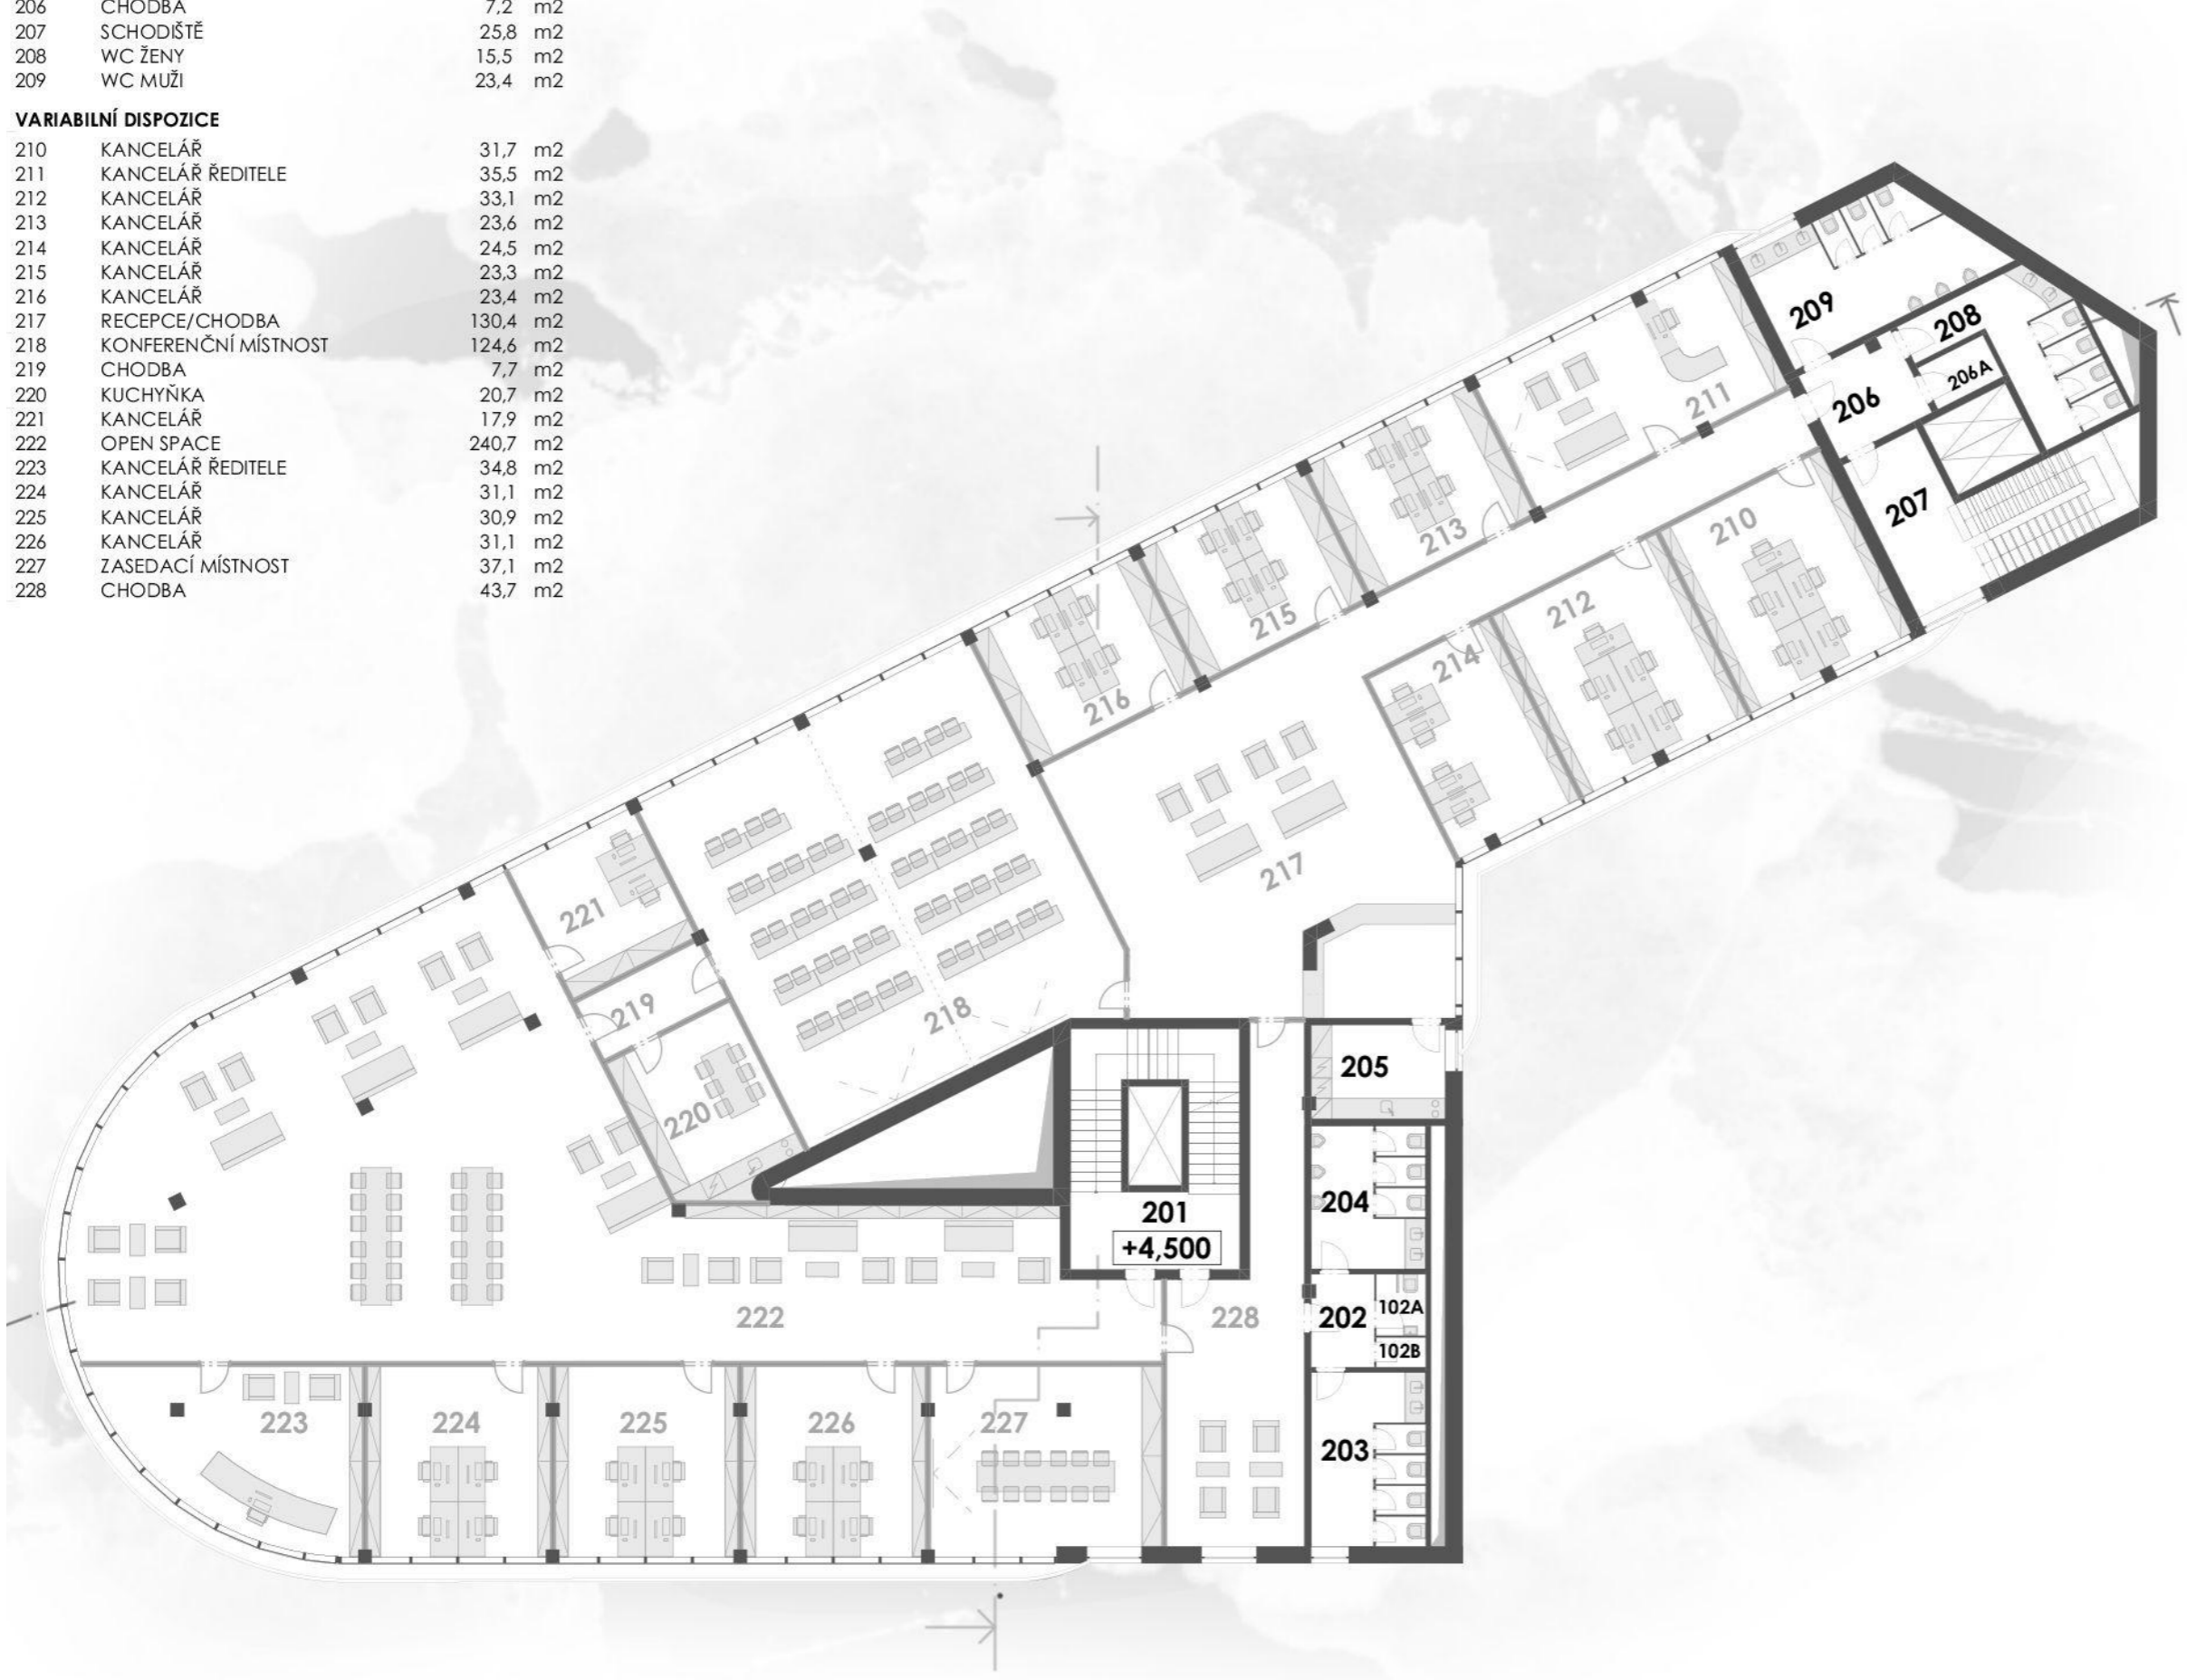 206 CHODBA 7,2 m2
207 SCHODIŠTĚ 25,8 m2
208 WC ŽENY 15,5 m2
209 WC MUŽI 23,4 m2
VARIABILNÍ DISPOZICE
210 KANCELÁŘ 31,7 m2
211 KANCELÁŘ ŘEDITELE 35,5 m2
212 KANCELÁŘ 33,1 m2
213 KANCELÁŘ 23,6 m2
214 KANCELÁŘ 24,5 m2
215 KANCELÁŘ 23,3 m2
216 KANCELÁŘ 23,4 m2
217 RECEPCE/CHODBA 130,4 m2
218 KONFERENČNÍ MÍSTNOST 124,6 m2
219 CHODBA 7,7 m2
220 KUCHYŇKA 20,7 m2
221 KANCELÁŘ 17,9 m2
222 OPEN SPACE 240,7 m2
223 KANCELÁŘ ŘEDITELE 34,8 m2
224 KANCELÁŘ 31,1 m2
225 KANCELÁŘ 30,9 m2
226 KANCELÁŘ 31,1 m2
227 ZASEDACÍ MÍSTNOST 37,1 m2
228 CHODBA 43,7 m2
209
208
206A
206
211
207
210
213
212
215
214
216
217
221
219
218
205
220
204
201
+4,500
222
228
202
102A
102B
223
224
225
226
227
203